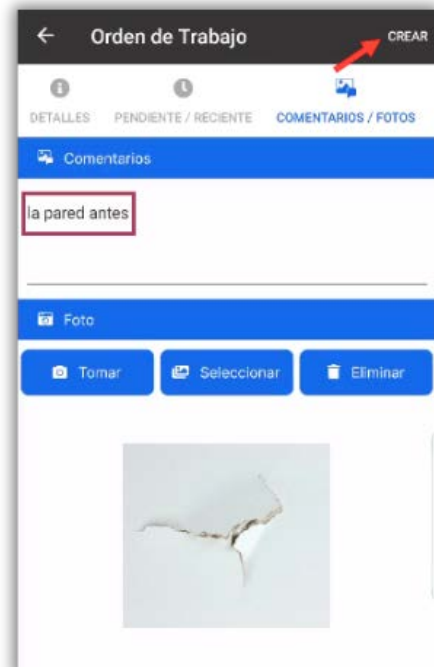 Orden de Trabajo
CREAR
DETALLES PENDIENTE / RECIENTE COMENTARIOS / FOTOS
Comentarios
la pared antes
Foto
Tomar Seleccionar Eliminar